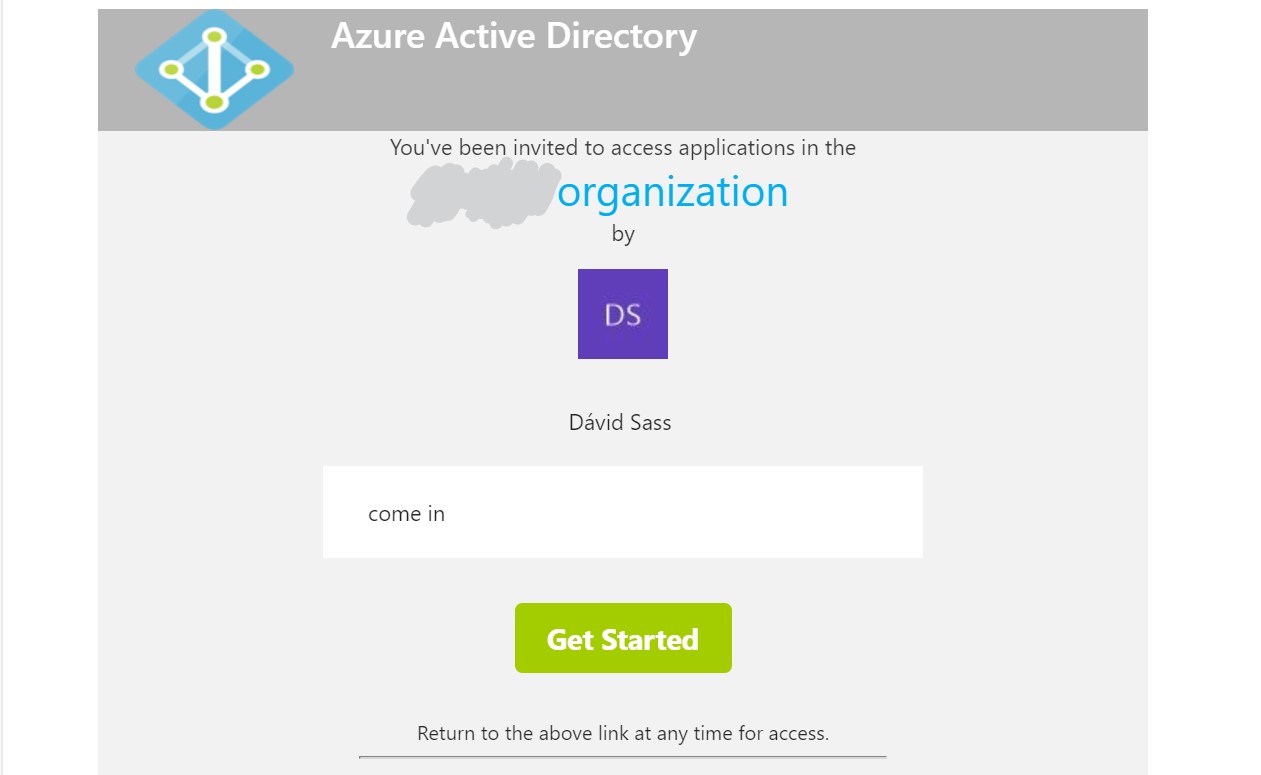 Azure Active Directory
You've been invited to access applications in the
organization
by
DS
Dávid Sass
come in
Get Started
Return to the above link at any time for access.